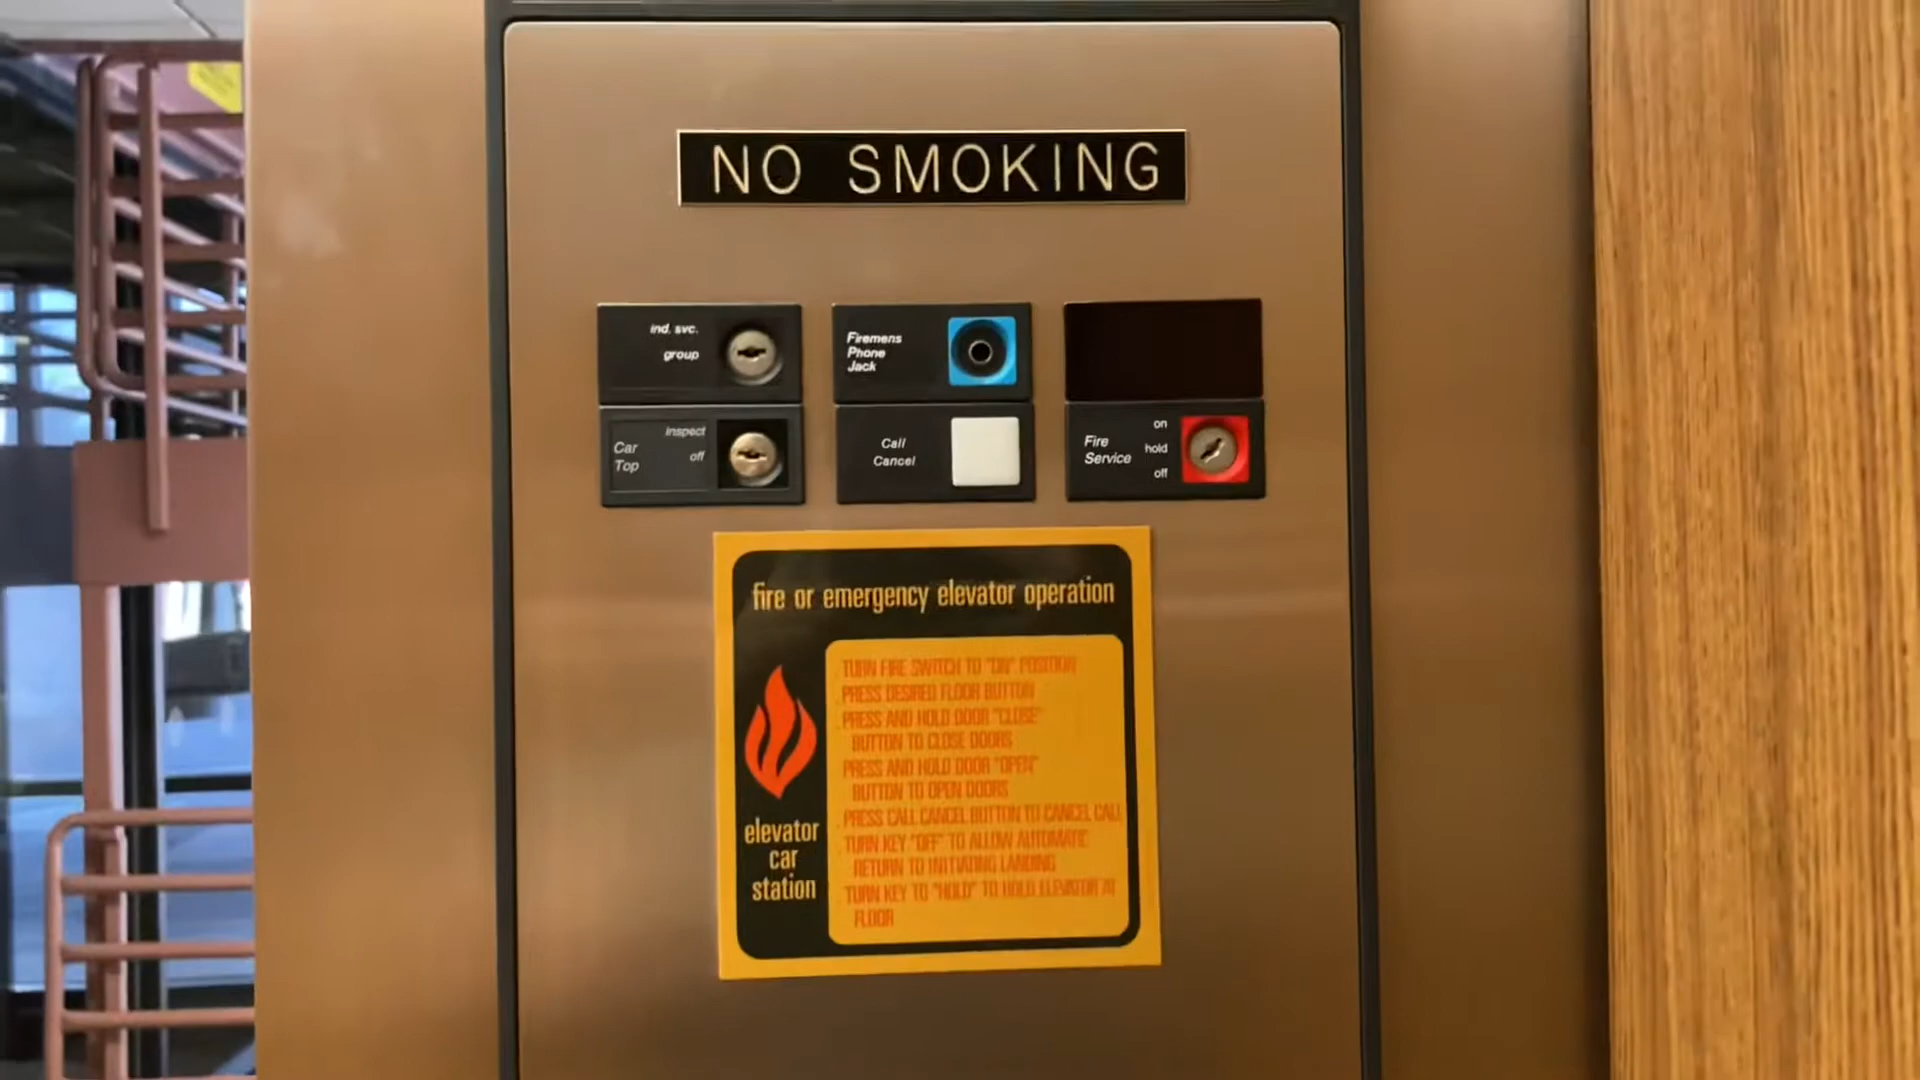 NO SMOKING
ind. svc.
group
Firemens
Phone
Jack
Car
Top
Inspect
off
Call
Cancel
Fire
Service
on
hold
off
fire or emergency elevator operation
elevator
car
station
TURN FIRE SWITCH TO "ON" POSITION
PRESS DESIRED FLOOR BUTTON
PRESS AND HOLD DOOR "CLOSE"
BUTTON TO CLOSE DOORS
PRESS AND HOLD DOOR "OPEN"
BUTTON TO OPEN DOORS
PRESS CALL CANCEL BUTTON TO CANCEL CALL
TURN KEY "OFF" TO ALLOW AUTOMATIC
RETURN TO INITIATING LANDING
TURN KEY TO "HOLD" TO HOLD ELEVATOR AT
FLOOR